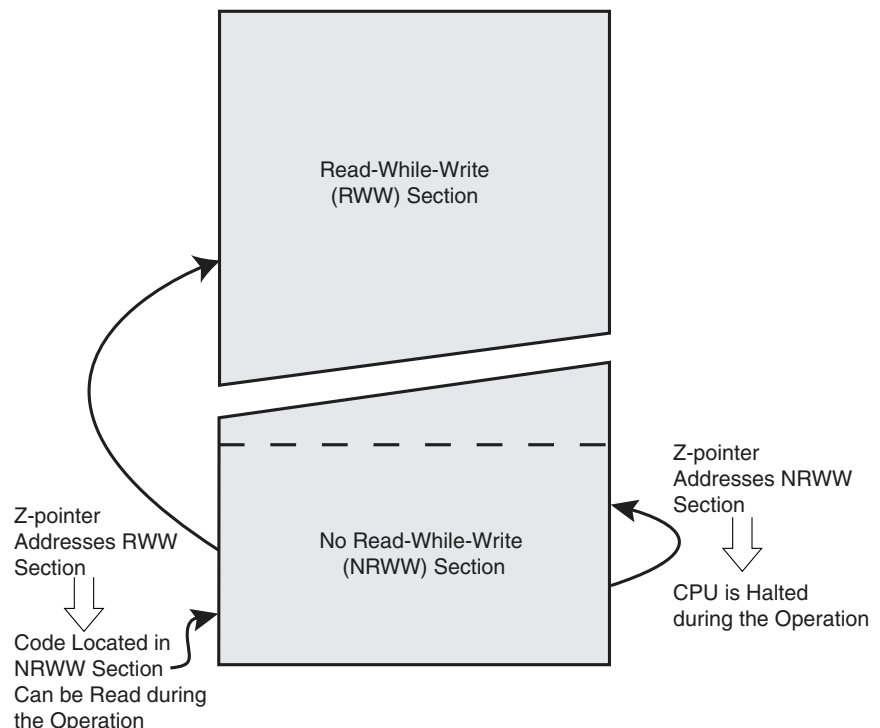 Read-While-Write
(RWW) Section
Z-pointer
Addresses NRWW
Section
Z-pointer
Addresses RWW
Section
No Read-While-Write
(NRWW) Section
CPU is Halted
during the Operation
Code Located in
NRWW Section
Can be Read during
the Operation